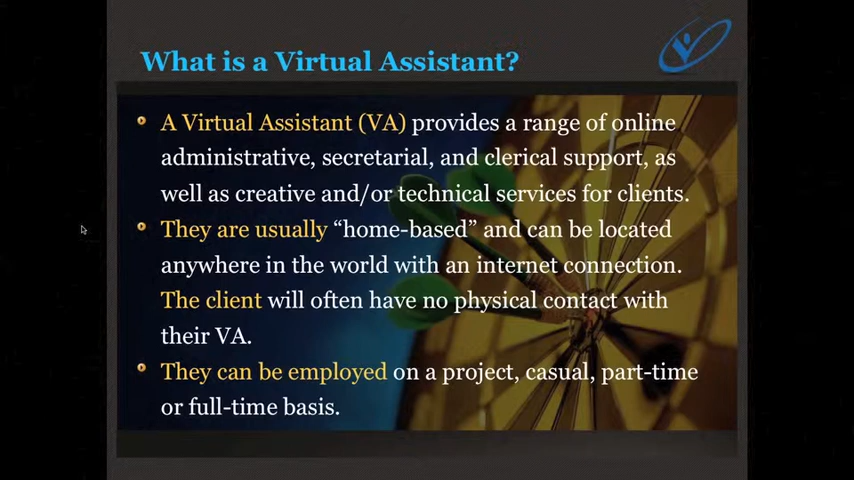 What is a Virtual Assistant?
A Virtual Assistant (VA) provides a range of online
administrative, secretarial, and clerical support, as
well as creative and/or technical services for clients.
They are usually “home-based” and can be located
anywhere in the world with an internet connection.
The client will often have no physical contact with
their VA.
They can be employed on a project, casual, part-time
or full-time basis.